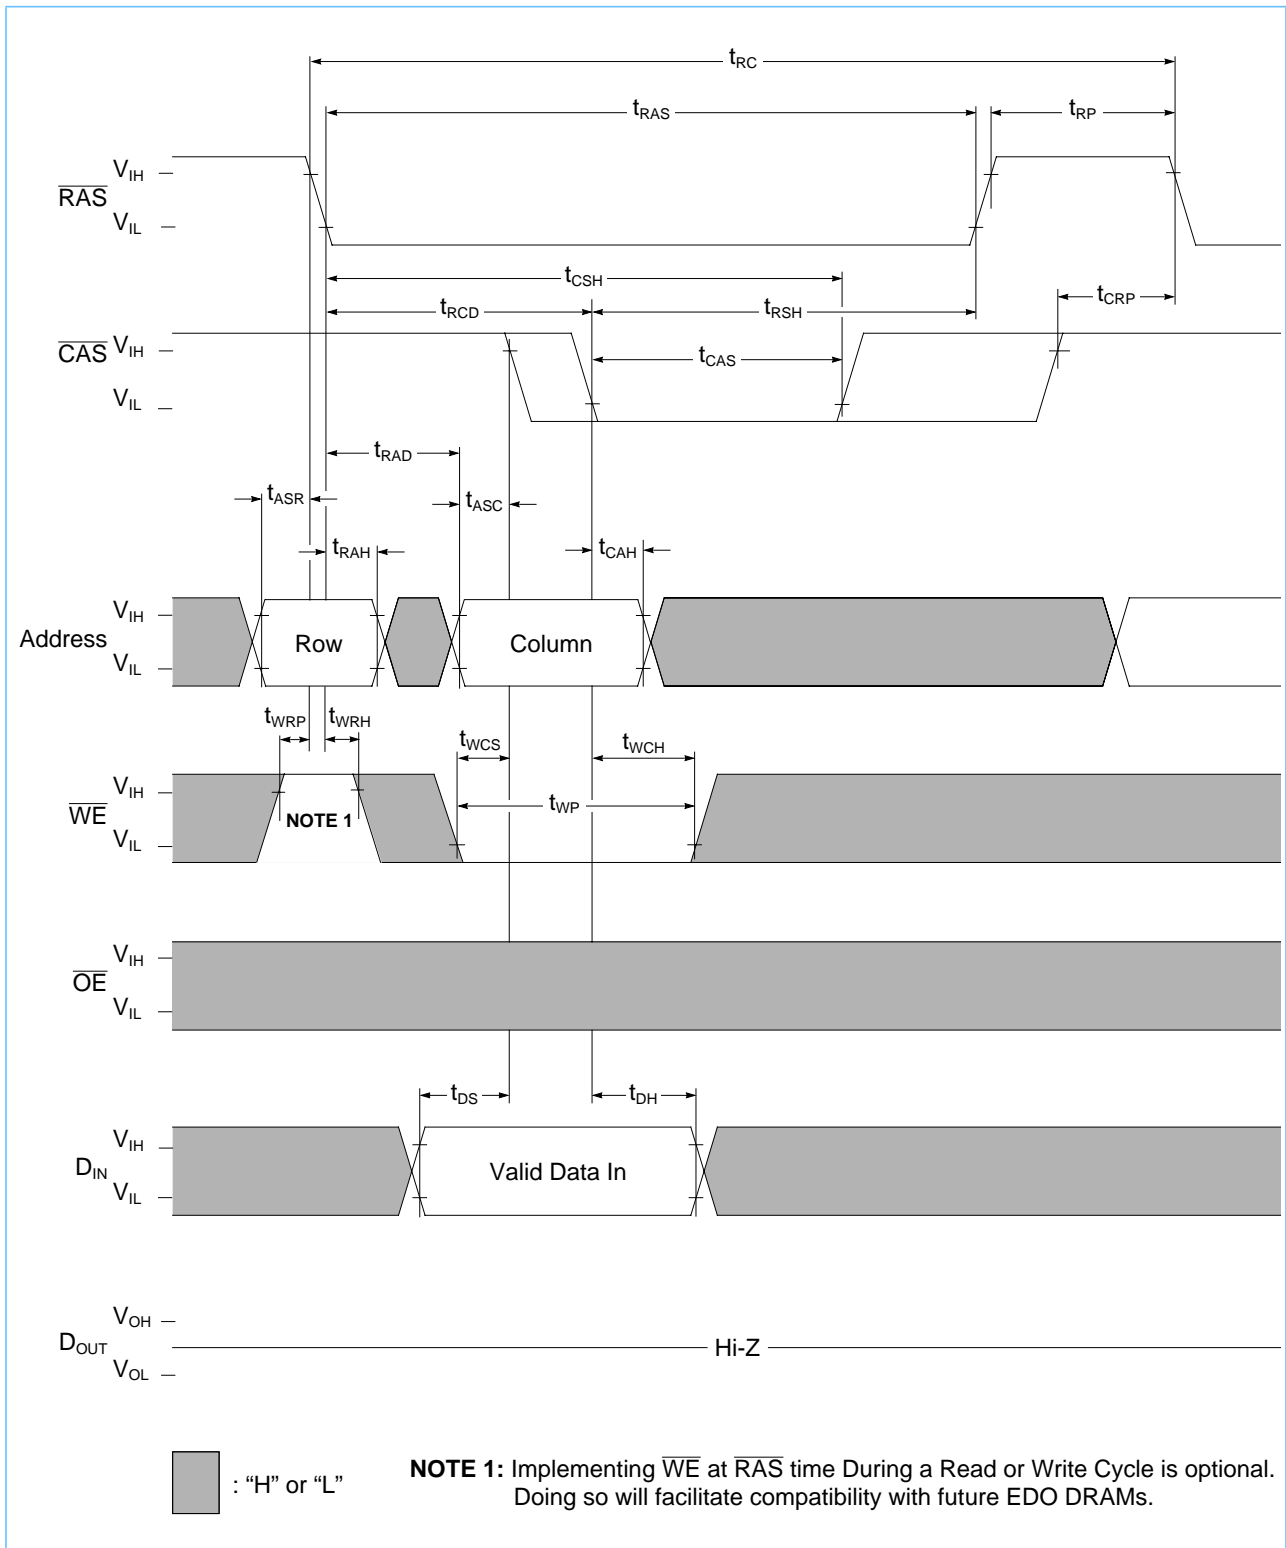 tRC
tRAS
tRP
VIH
RAS
VIL
tCSH
tRCD
tRSH
tCRP
CAS VIH
tCAS
VIL
tRAD
tASR
tASC
tRAH
tCAH
VIH
Address
Row
Column
VIL
tWRP
tWRH
tWCS
tWCH
VIH
tWP
WE
NOTE 1
VIL
VIH
OE
VIL
tDS
tDH
VIH
DIN
Valid Data In
VIL
VOH
DOUT
Hi-Z
VOL
: “H” or “L”
NOTE 1: Implementing WE at RAS time During a Read or Write Cycle is optional.
Doing so will facilitate compatibility with future EDO DRAMs.